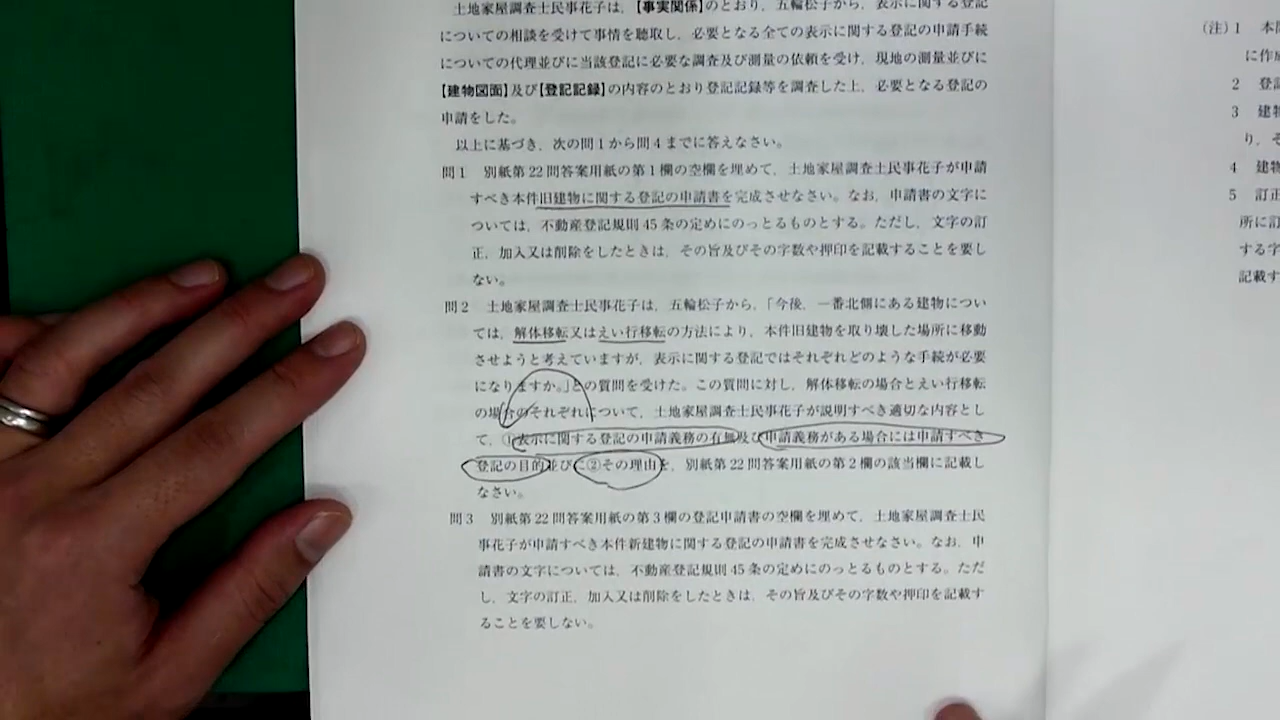 土地家屋調査士民事花子は，【事実関係】のとおり，五輪松子から，表示に関する登記
についての相談を受けて事情を聴取し，必要となる全ての表示に関する登記の申請手続
についての代理並びに当該登記に必要な調査及び測量の依頼を受け，現地の測量並びに
【建物図面】及び【登記記録】の内容のとおり登記記録等を調査した上，必要となる登記の
申請をした。
以上に基づき，次の問1から問4までに答えなさい。
問1 別紙第22問答案用紙の第1欄の空欄を埋めて，土地家屋調査士民事花子が申請
すべき本件旧建物に関する登記の申請書を完成させなさい。なお，申請書の文字に
ついては，不動産登記規則45条の定めにのっとるものとする。ただし，文字の訂
正，加入又は削除をしたときは，その旨及びその字数や押印を記載することを要し
ない。
問2 土地家屋調査士民事花子は，五輪松子から，「今後，一番北側にある建物につい
ては，解体移転又はえい行移転の方法により，本件旧建物を取り壊した場所に移動
させようと考えていますが，表示に関する登記ではそれぞれどのような手続が必要
になりますか。」との質問を受けた。この質問に対し，解体移転の場合とえい行移転
の場合のそれぞれについて，土地家屋調査士民事花子が説明すべき適切な内容とし
て，①表示に関する登記の申請義務の有無及び申請義務がある場合には申請すべき
登記の目的並びに②その理由を，別紙第22問答案用紙の第2欄の該当欄に記載し
なさい。
問3 別紙第22問答案用紙の第3欄の登記申請書の空欄を埋めて，土地家屋調査士民
事花子が申請すべき本件新建物に関する登記の申請書を完成させなさい。なお，申
請書の文字については，不動産登記規則45条の定めにのっとるものとする。ただ
し，文字の訂正，加入又は削除をしたときは，その旨及びその字数や押印を記載す
ることを要しない。
（注）1 本
に作
2 登記
3 建物
り，そ
4 建物
5 訂正
所に訂
する字
記載す